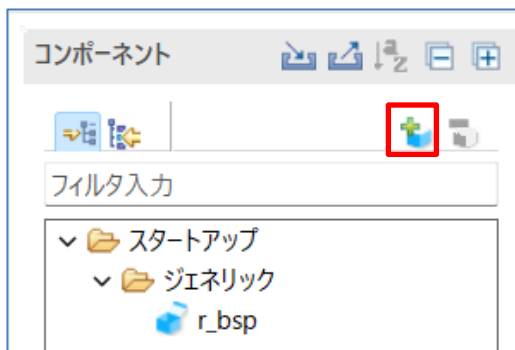 コンポーネント
フィルタ入力
スタートアップ
ジェネリック
r_bsp